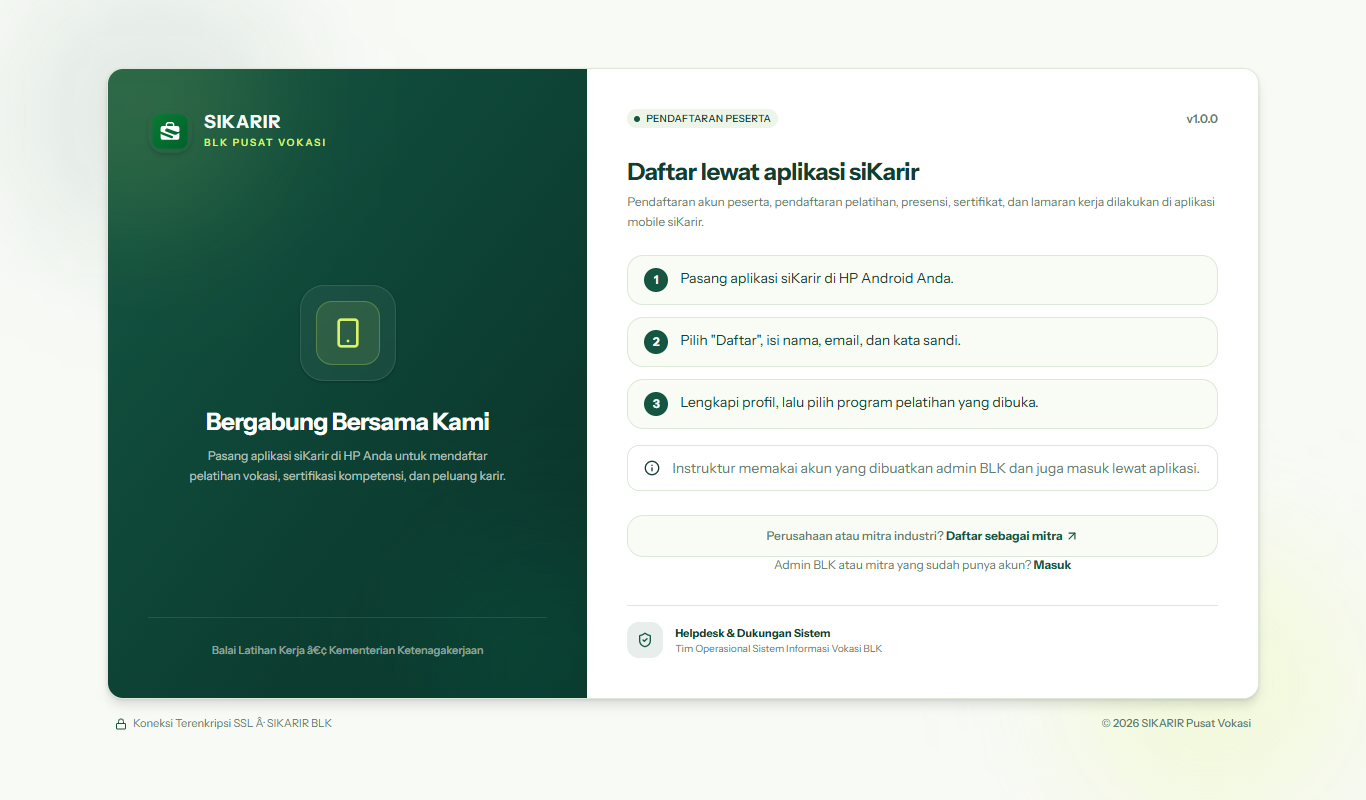 SIKARIR
BLK PUSAT VOKASI
Bergabung Bersama Kami
Pasang aplikasi siKarir di HP Anda untuk mendaftar
pelatihan vokasi, sertifikasi kompetensi, dan peluang karir.
Balai Latihan Kerja â€¢ Kementerian Ketenagakerjaan
PENDAFTARAN PESERTA
v1.0.0
Daftar lewat aplikasi siKarir
Pendaftaran akun peserta, pendaftaran pelatihan, presensi, sertifikat, dan lamaran kerja dilakukan di aplikasi
mobile siKarir.
1 Pasang aplikasi siKarir di HP Android Anda.
2 Pilih "Daftar", isi nama, email, dan kata sandi.
3 Lengkapi profil, lalu pilih program pelatihan yang dibuka.
Instruktur memakai akun yang dibuatkan admin BLK dan juga masuk lewat aplikasi.
Perusahaan atau mitra industri? Daftar sebagai mitra
Admin BLK atau mitra yang sudah punya akun? Masuk
Helpdesk & Dukungan Sistem
Tim Operasional Sistem Informasi Vokasi BLK
Koneksi Terenkripsi SSL Â· SIKARIR BLK
© 2026 SIKARIR Pusat Vokasi